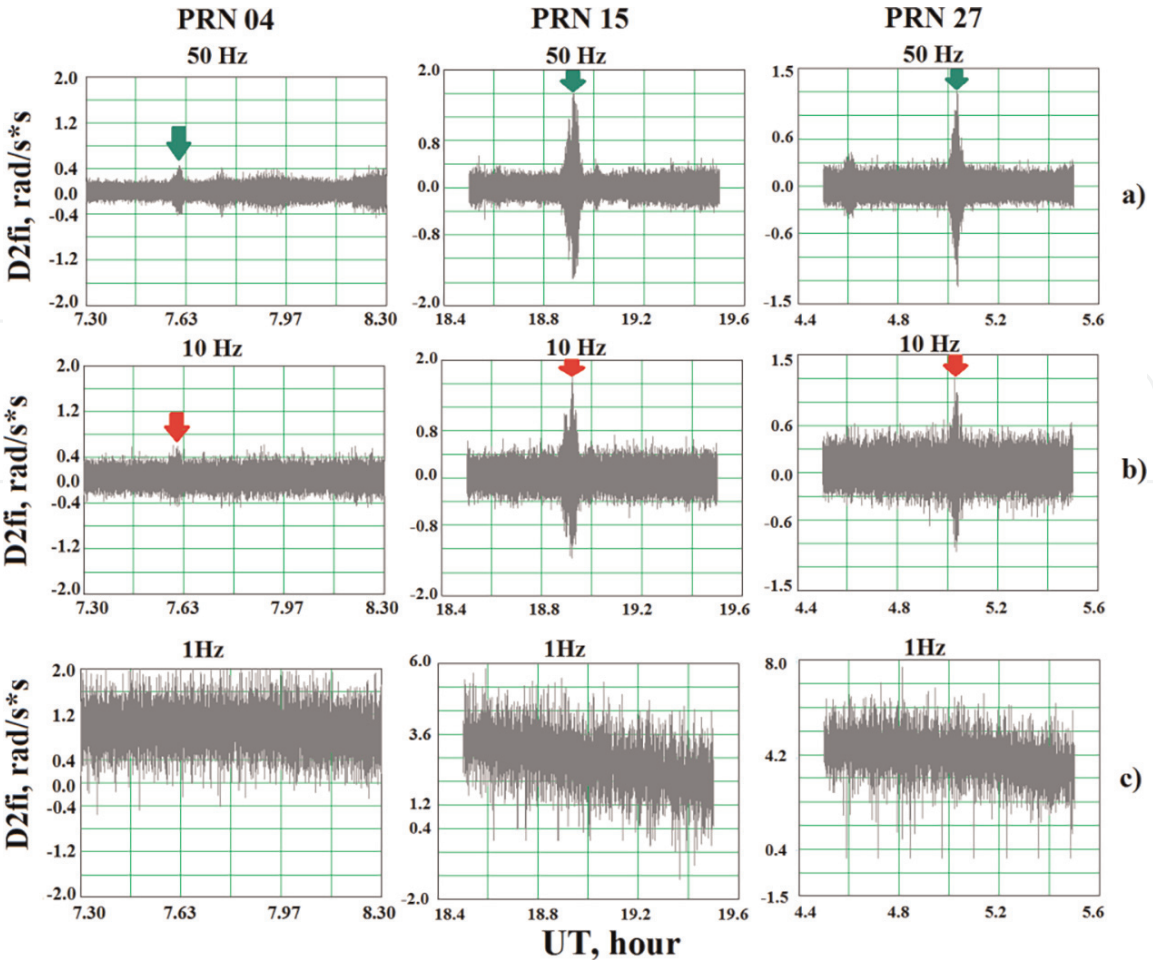 PRN 04 PRN 15 PRN 27
50 Hz 50 Hz 50 Hz
D2fi, rad/s*s
2.0 1.2 0.4 0.0 -0.4 -1.2 -2.0
7.30 7.63 7.97 8.30
2.0 0.8 0.0 -0.8 -2.0
18.4 18.8 19.2 19.6
1.5 0.6 0.0 -0.6 -1.5
4.4 4.8 5.2 5.6
a)
10 Hz 10 Hz 10 Hz
D2fi, rad/s*s
2.0 1.2 0.4 0.0 -0.4 -1.2 -2.0
7.30 7.63 7.97 8.30
2.0 0.8 0.0 -0.8 -2.0
18.4 18.8 19.2 19.6
1.5 0.6 0.0 -0.6 -1.5
4.4 4.8 5.2 5.6
b)
1Hz 1Hz 1Hz
D2fi, rad/s*s
2.0 1.2 0.4 0.0 -0.4 -1.2 -2.0
7.30 7.63 7.97 8.30
6.0 3.6 1.2 0.4 -2.0
18.4 18.8 19.2 19.6
8.0 4.2 0.4 -1.5
4.4 4.8 5.2 5.6
c)
UT, hour